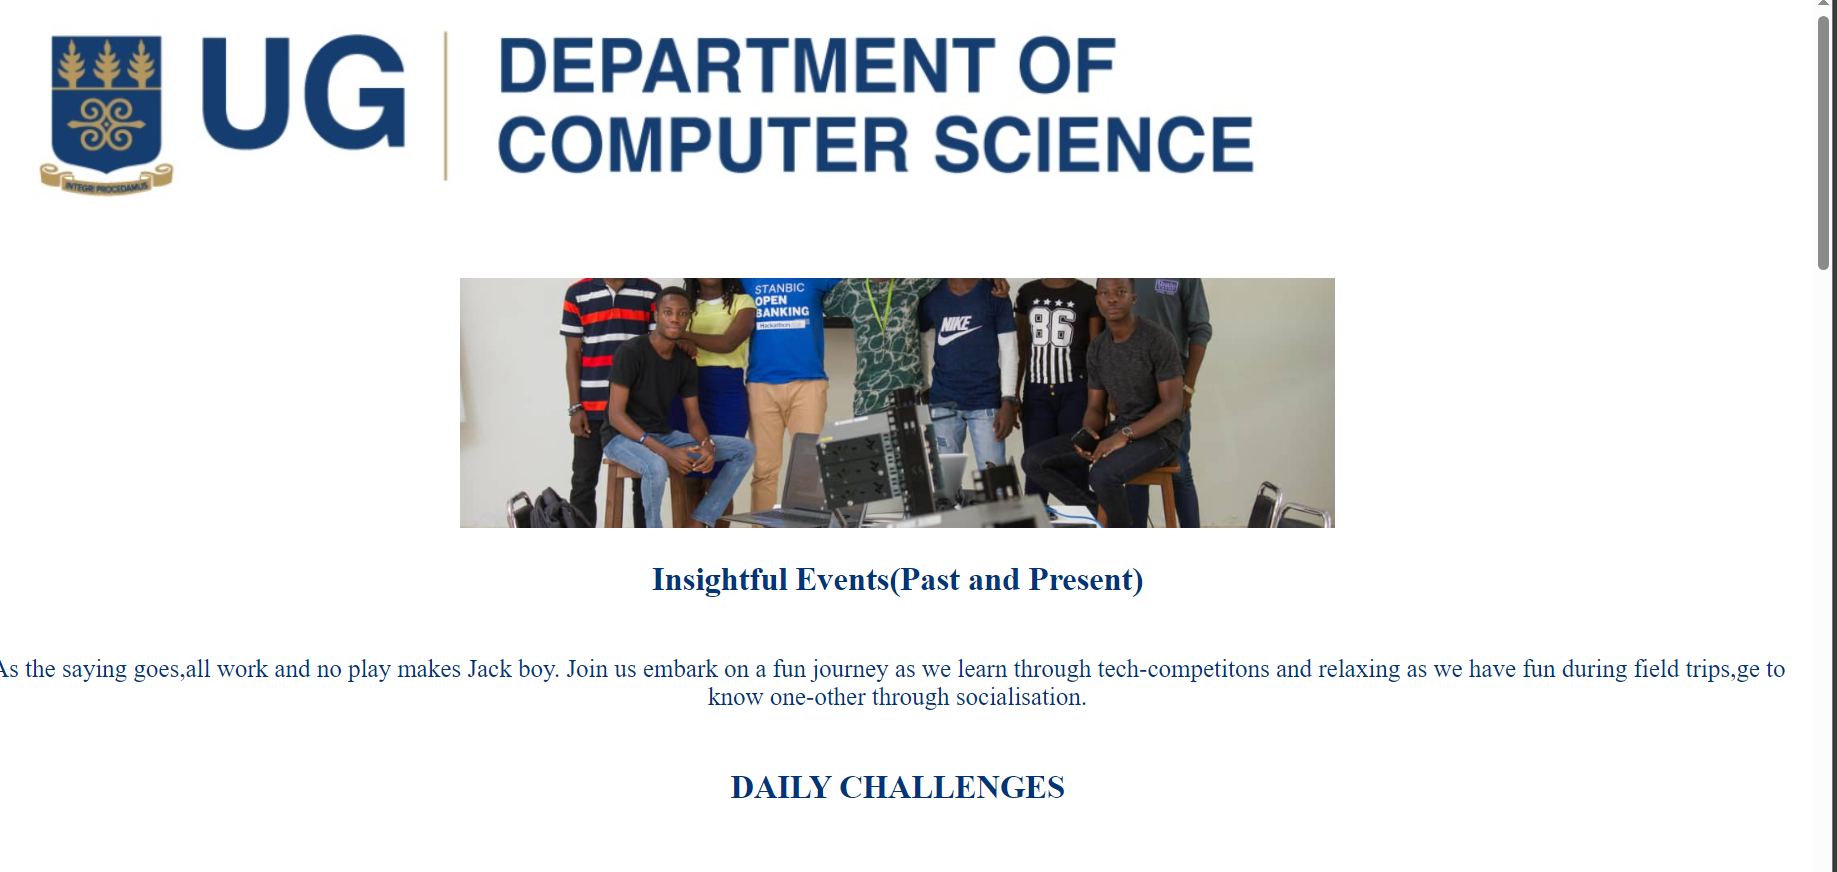 UG
DEPARTMENT OF
COMPUTER SCIENCE
INTEGRI PROCEDAMUS
STANBIC
OPEN
BANKING
Hackathon
NIKE
86
Insightful Events(Past and Present)
As the saying goes,all work and no play makes Jack boy. Join us embark on a fun journey as we learn through tech-competitons and relaxing as we have fun during field trips,ge to
know one-other through socialisation.
DAILY CHALLENGES